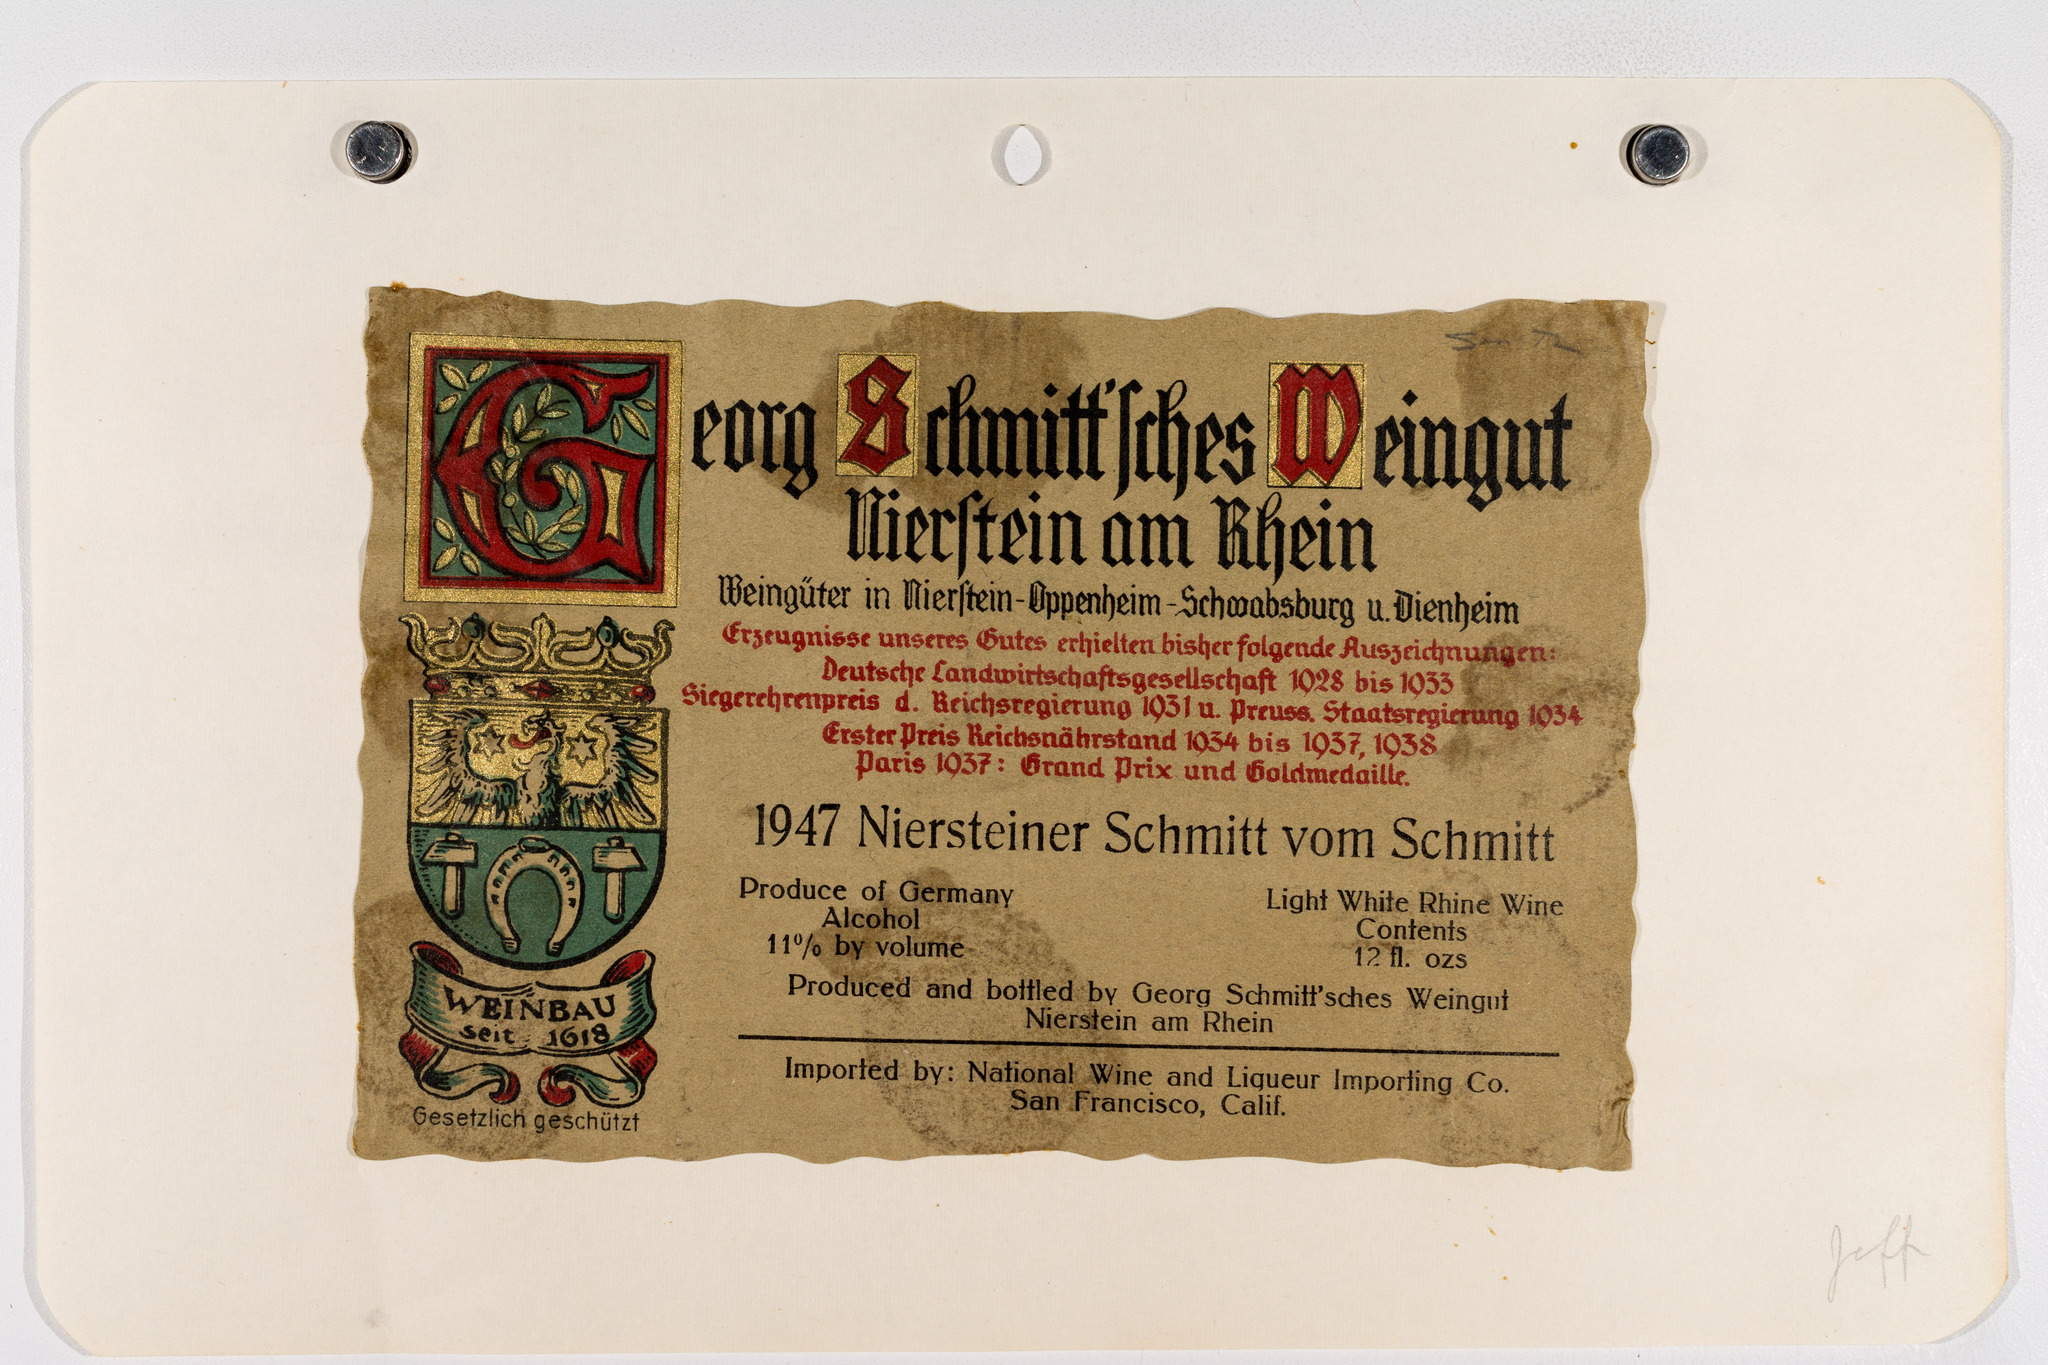 Georg Schmitt'sches Weingut
Nierstein am Rhein
Weingüter in Nierstein-Oppenheim-Schwabsburg u. Dienheim
Erzeugnisse unseres Gutes erhielten bisher folgende Auszeichnungen:
Deutsche Landwirtschaftsgesellschaft 1928 bis 1933
Siegerehrenpreis d. Reichsregierung 1931 u. Preuss. Staatsregierung 1934
Erster Preis Reichsnährstand 1934 bis 1937, 1938
Paris 1937: Grand Prix und Goldmedaille.
1947 Niersteiner Schmitt vom Schmitt
Produce of Germany
Alcohol
11% by volume
Light White Rhine Wine
Contents
12 fl. ozs
Produced and bottled by Georg Schmitt'sches Weingut
Nierstein am Rhein
Imported by: National Wine and Liqueur Importing Co.
San Francisco, Calif.
WEINBAU
seit 1618
Gesetzlich geschützt
Jeff